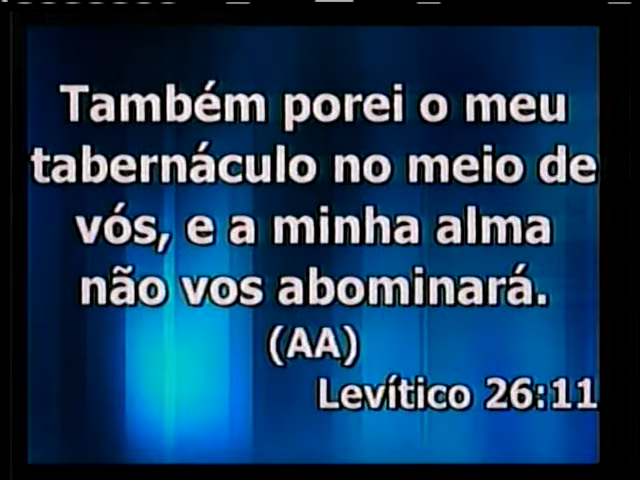 Também porei o meu
tabernáculo no meio de
vós, e a minha alma
não vos abominará.
(AA)
Levítico 26:11